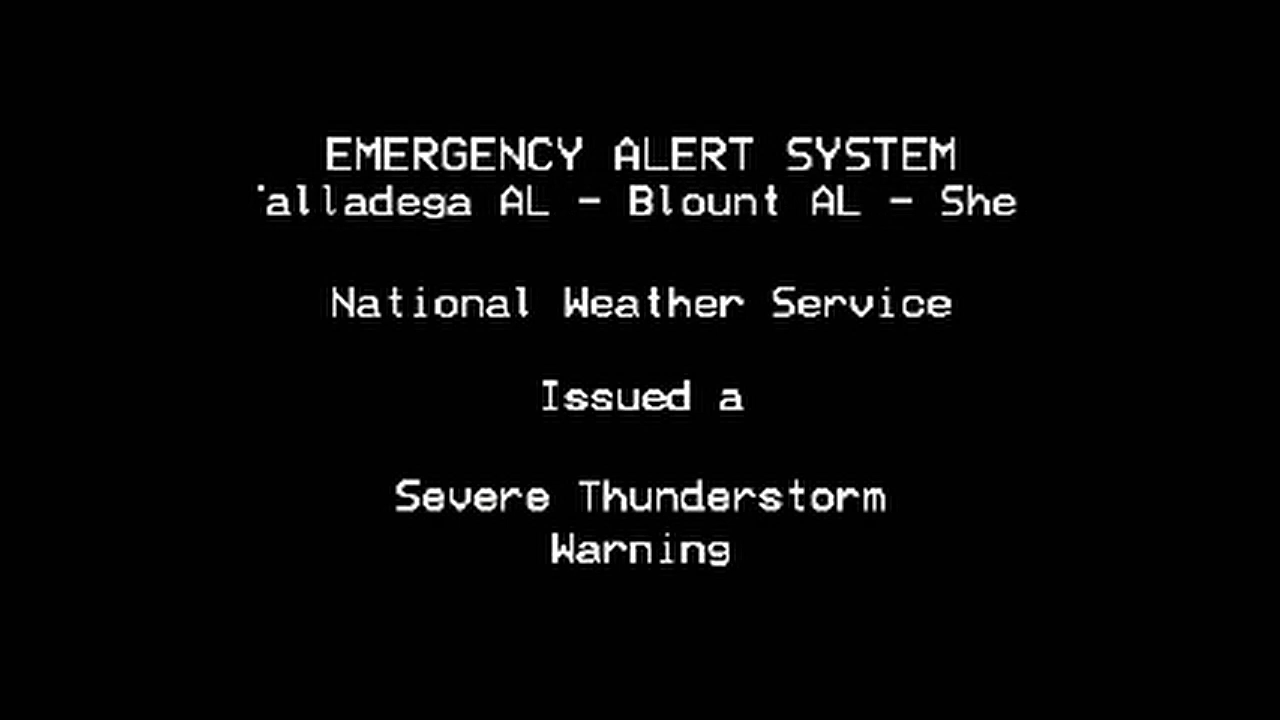 EMERGENCY ALERT SYSTEM
alladega AL - Blount AL - She
National Weather Service
Issued a
Severe Thunderstorm
Warning